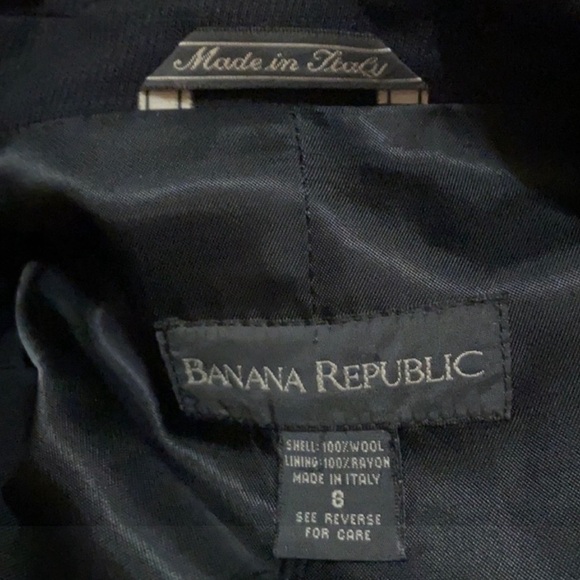 Made in Italy
BANANA REPUBLIC
SHELL: 100% WOOL
LINING: 100% RAYON
MADE IN ITALY
8
SEE REVERSE
FOR CARE